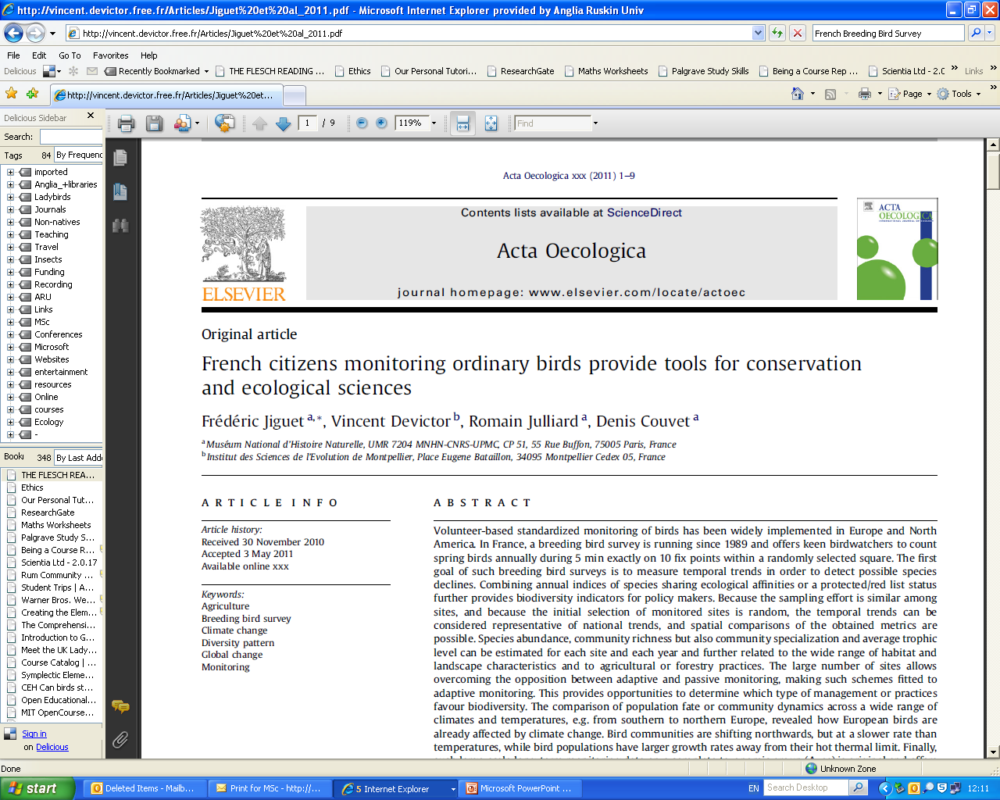 http://vincent.devictor.free.fr/Articles/Jiguet%20et%20al_2011.pdf - Microsoft Internet Explorer provided by Anglia Ruskin Univ
http://vincent.devictor.free.fr/Articles/Jiguet%20et%20al_2011.pdf
French Breeding Bird Survey
File Edit Go To Favorites Help
Delicious Recently Bookmarked THE FLESCH READING ... Ethics Our Personal Tutori... ResearchGate Maths Worksheets Palgrave Study Skills Being a Course Rep ... Scientia Ltd - 2.0 Links
http://vincent.devictor.free.fr/Articles/Jiguet%20et... Page Tools
Delicious Sidebar
Search:
Tags 84 By Frequenc
imported
Anglia_+libraries
Ladybirds
Journals
Non-natives
Teaching
Travel
Insects
Funding
Recording
ARU
Links
MSc
Conferences
Microsoft
Websites
entertainment
resources
Online
courses
Ecology
-
Book: 348 By Last Adde
THE FLESCH REA...
Ethics
Our Personal Tut...
ResearchGate
Maths Worksheets
Palgrave Study S...
Being a Course R...
Scientia Ltd - 2.0.17
Rum Community ...
Student Trips | A...
Warner Bros. We...
Creating the Elem...
The Comprehensi...
Introduction to G...
Meet the UK Lady...
Course Catalog | ...
Symplectic Eleme...
CEH Can birds st...
Open Educational...
MIT OpenCourse...
Sign in
on Delicious
1 / 9 119% Find
Acta Oecologica xxx (2011) 1–9
ELSEVIER
Contents lists available at ScienceDirect
Acta Oecologica
journal homepage: www.elsevier.com/locate/actoec
ACTA
OECOLOGICA
Original article
French citizens monitoring ordinary birds provide tools for conservation
and ecological sciences
Frédéric Jiguet a,*, Vincent Devictor b, Romain Julliard a, Denis Couvet a
a Muséum National d'Histoire Naturelle, UMR 7204 MNHN-CNRS-UPMC, CP 51, 55 Rue Buffon, 75005 Paris, France
b Institut des Sciences de l'Evolution de Montpellier, Place Eugene Bataillon, 34095 Montpellier Cedex 05, France
ARTICLE INFO
Article history:
Received 30 November 2010
Accepted 3 May 2011
Available online xxx
Keywords:
Agriculture
Breeding bird survey
Climate change
Diversity pattern
Global change
Monitoring
ABSTRACT
Volunteer-based standardized monitoring of birds has been widely implemented in Europe and North
America. In France, a breeding bird survey is running since 1989 and offers keen birdwatchers to count
spring birds annually during 5 min exactly on 10 fix points within a randomly selected square. The first
goal of such breeding bird surveys is to measure temporal trends in order to detect possible species
declines. Combining annual indices of species sharing ecological affinities or a protected/red list status
further provides biodiversity indicators for policy makers. Because the sampling effort is similar among
sites, and because the initial selection of monitored sites is random, the temporal trends can be
considered representative of national trends, and spatial comparisons of the obtained metrics are
possible. Species abundance, community richness but also community specialization and average trophic
level can be estimated for each site and each year and further related to the wide range of habitat and
landscape characteristics and to agricultural or forestry practices. The large number of sites allows
overcoming the opposition between adaptive and passive monitoring, making such schemes fitted to
adaptive monitoring. This provides opportunities to determine which type of management or practices
favour biodiversity. The comparison of population fate or community dynamics across a wide range of
climates and temperatures, e.g. from southern to northern Europe, revealed how European birds are
already affected by climate change. Bird communities are shifting northwards, but at a slower rate than
temperatures, while bird populations have larger growth rates away from their hot thermal limit. Finally,
Done
Unknown Zone
start Deleted Items - Mailb... Print for MSc - http://... 5 Internet Explorer Microsoft PowerPoint ... EN Search Desktop 12:11